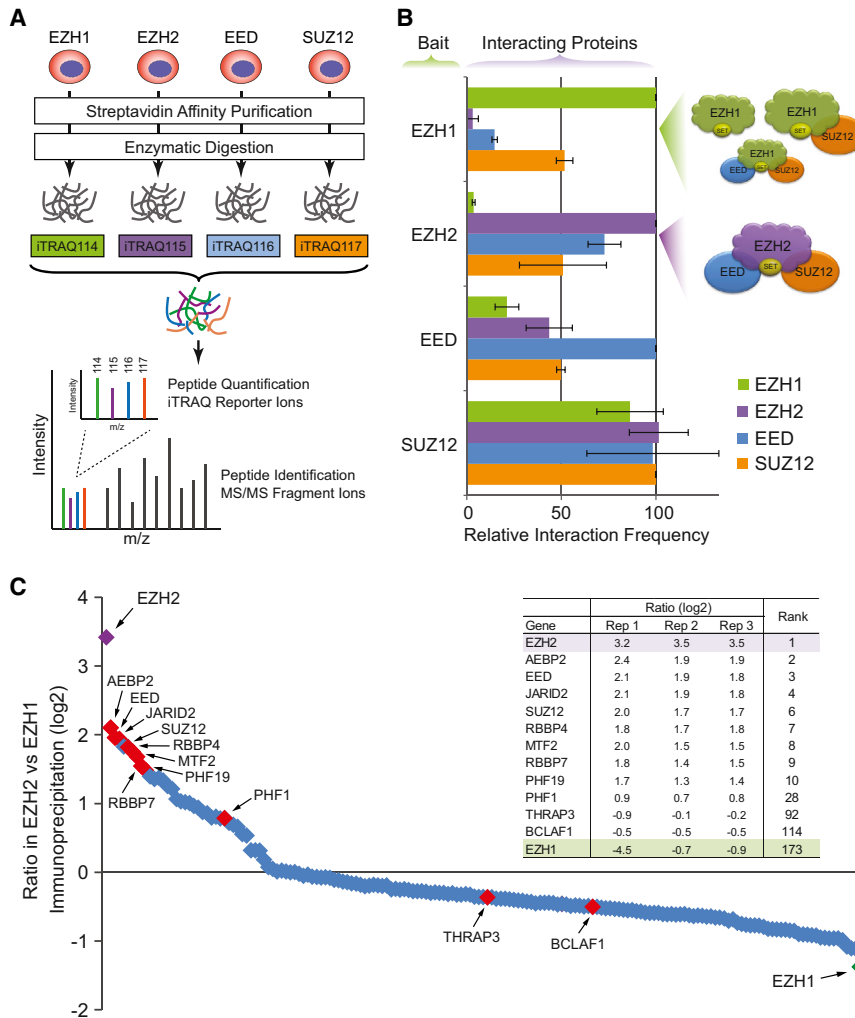 A
EZH1 EZH2 EED SUZ12
Streptavidin Affinity Purification
Enzymatic Digestion
iTRAQ114 iTRAQ115 iTRAQ116 iTRAQ117
114 115 116 117
Intensity
m/z
Peptide Quantification
iTRAQ Reporter Ions
Peptide Identification
MS/MS Fragment Ions
Intensity
m/z
B
Bait Interacting Proteins
EZH1
EZH2
EED
SUZ12
0 50 100
Relative Interaction Frequency
EZH1
SET
EZH1
SET
SUZ12
EZH1
EED
SET
SUZ12
EZH2
EED
SET
SUZ12
EZH1
EZH2
EED
SUZ12
C
Ratio in EZH2 vs EZH1
Immunoprecipitation (log2)
4
3
2
1
0
-1
-2
EZH2
AEBP2
EED
JARID2
SUZ12
RBBP4
MTF2
PHF19
RBBP7
PHF1
THRAP3
BCLAF1
EZH1
Ratio (log2) Rank
Gene Rep 1 Rep 2 Rep 3
EZH2 3.2 3.5 3.5 1
AEBP2 2.4 1.9 1.9 2
EED 2.1 1.9 1.8 3
JARID2 2.1 1.9 1.8 4
SUZ12 2.0 1.7 1.7 6
RBBP4 1.8 1.7 1.8 7
MTF2 2.0 1.5 1.5 8
RBBP7 1.8 1.4 1.5 9
PHF19 1.7 1.3 1.4 10
PHF1 0.9 0.7 0.8 28
THRAP3 -0.9 -0.1 -0.2 92
BCLAF1 -0.5 -0.5 -0.5 114
EZH1 -4.5 -0.7 -0.9 173